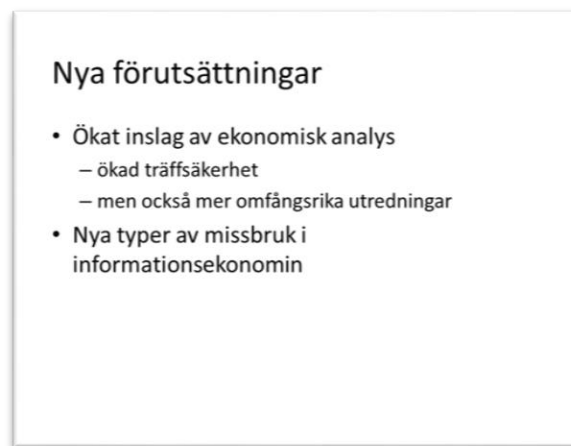 Nya förutsättningar
• Ökat inslag av ekonomisk analys
– ökad träffsäkerhet
– men också mer omfångsrika utredningar
• Nya typer av missbruk i
informationsekonomin